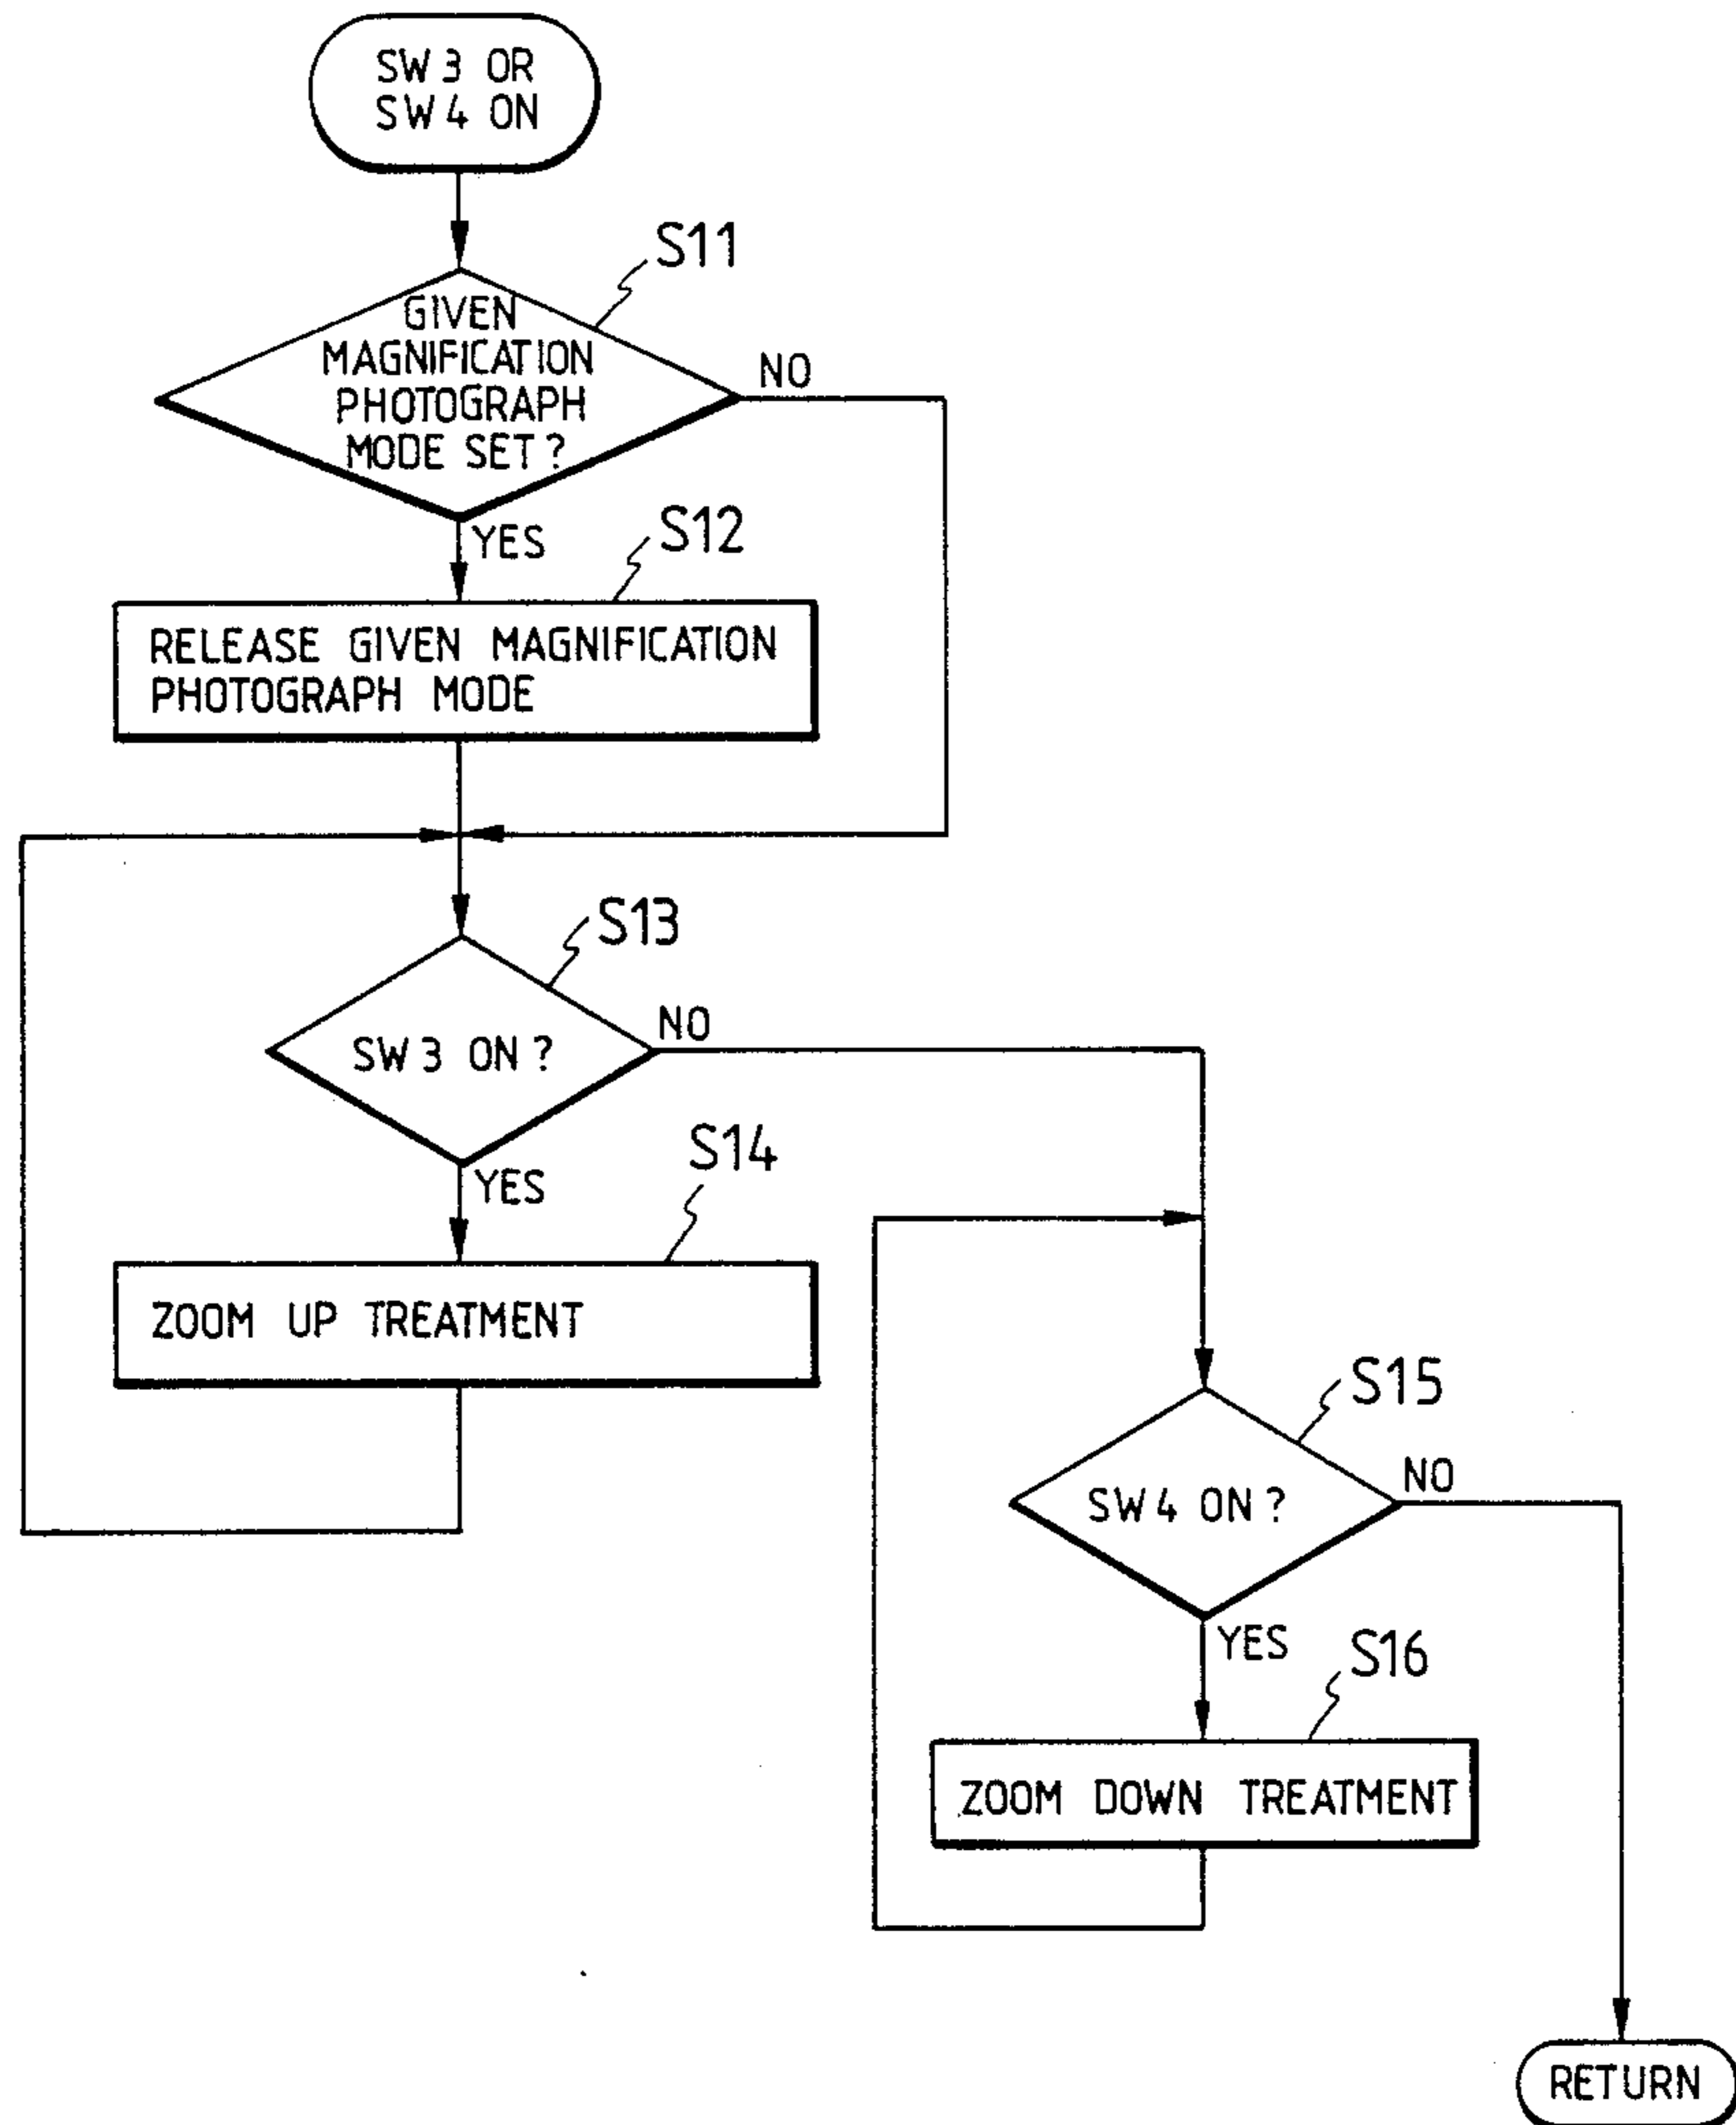 SW3 OR
SW4 ON
S11
GIVEN
MAGNIFICATION
PHOTOGRAPH
MODE SET?
NO
YES
S12
RELEASE GIVEN MAGNIFICATION
PHOTOGRAPH MODE
S13
SW3 ON?
NO
YES
S14
ZOOM UP TREATMENT
S15
SW4 ON?
NO
YES
S16
ZOOM DOWN TREATMENT
RETURN